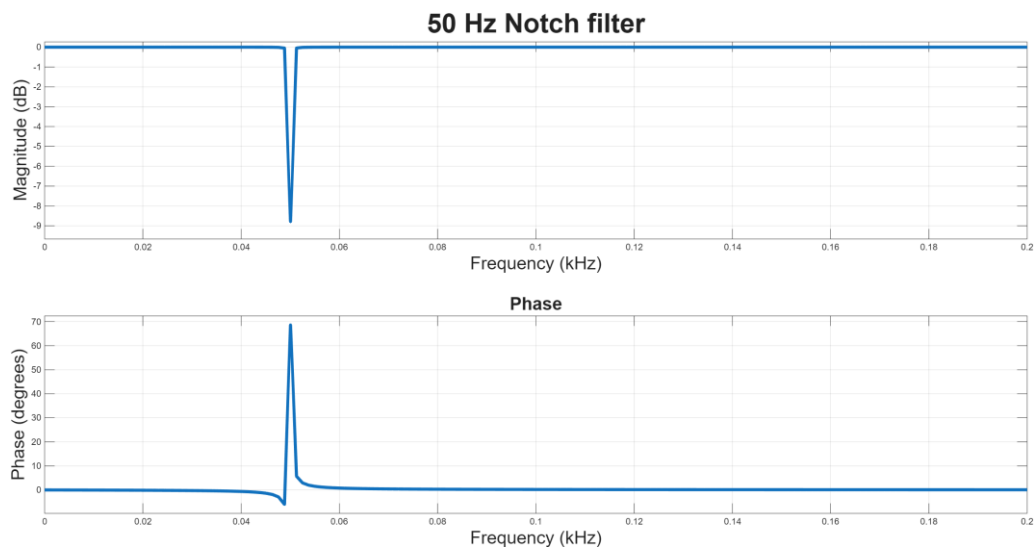 50 Hz Notch filter
Magnitude (dB)
0
-1
-2
-3
-4
-5
-6
-7
-8
-9
0 0.02 0.04 0.06 0.08 0.1 0.12 0.14 0.16 0.18 0.2
Frequency (kHz)
Phase
Phase (degrees)
70
60
50
40
30
20
10
0
0 0.02 0.04 0.06 0.08 0.1 0.12 0.14 0.16 0.18 0.2
Frequency (kHz)